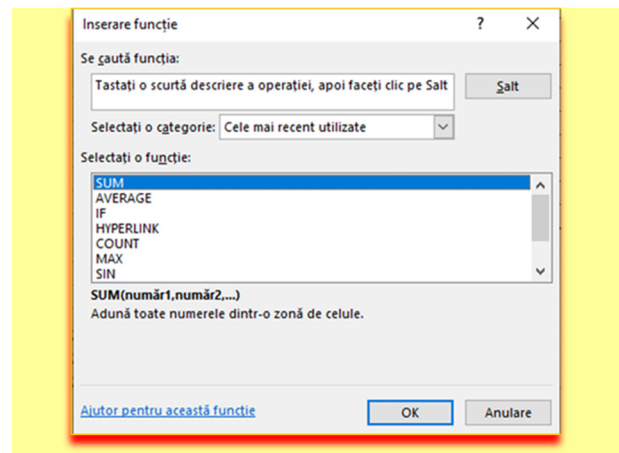 Inserare funcție
?
Se caută funcția:
Tastați o scurtă descriere a operației, apoi faceți clic pe Salt
Salt
Selectați o categorie: Cele mai recent utilizate
Selectați o funcție:
SUM
AVERAGE
IF
HYPERLINK
COUNT
MAX
SIN
SUM(număr1,număr2,...)
Adună toate numerele dintr-o zonă de celule.
Ajutor pentru această funcție
OK
Anulare